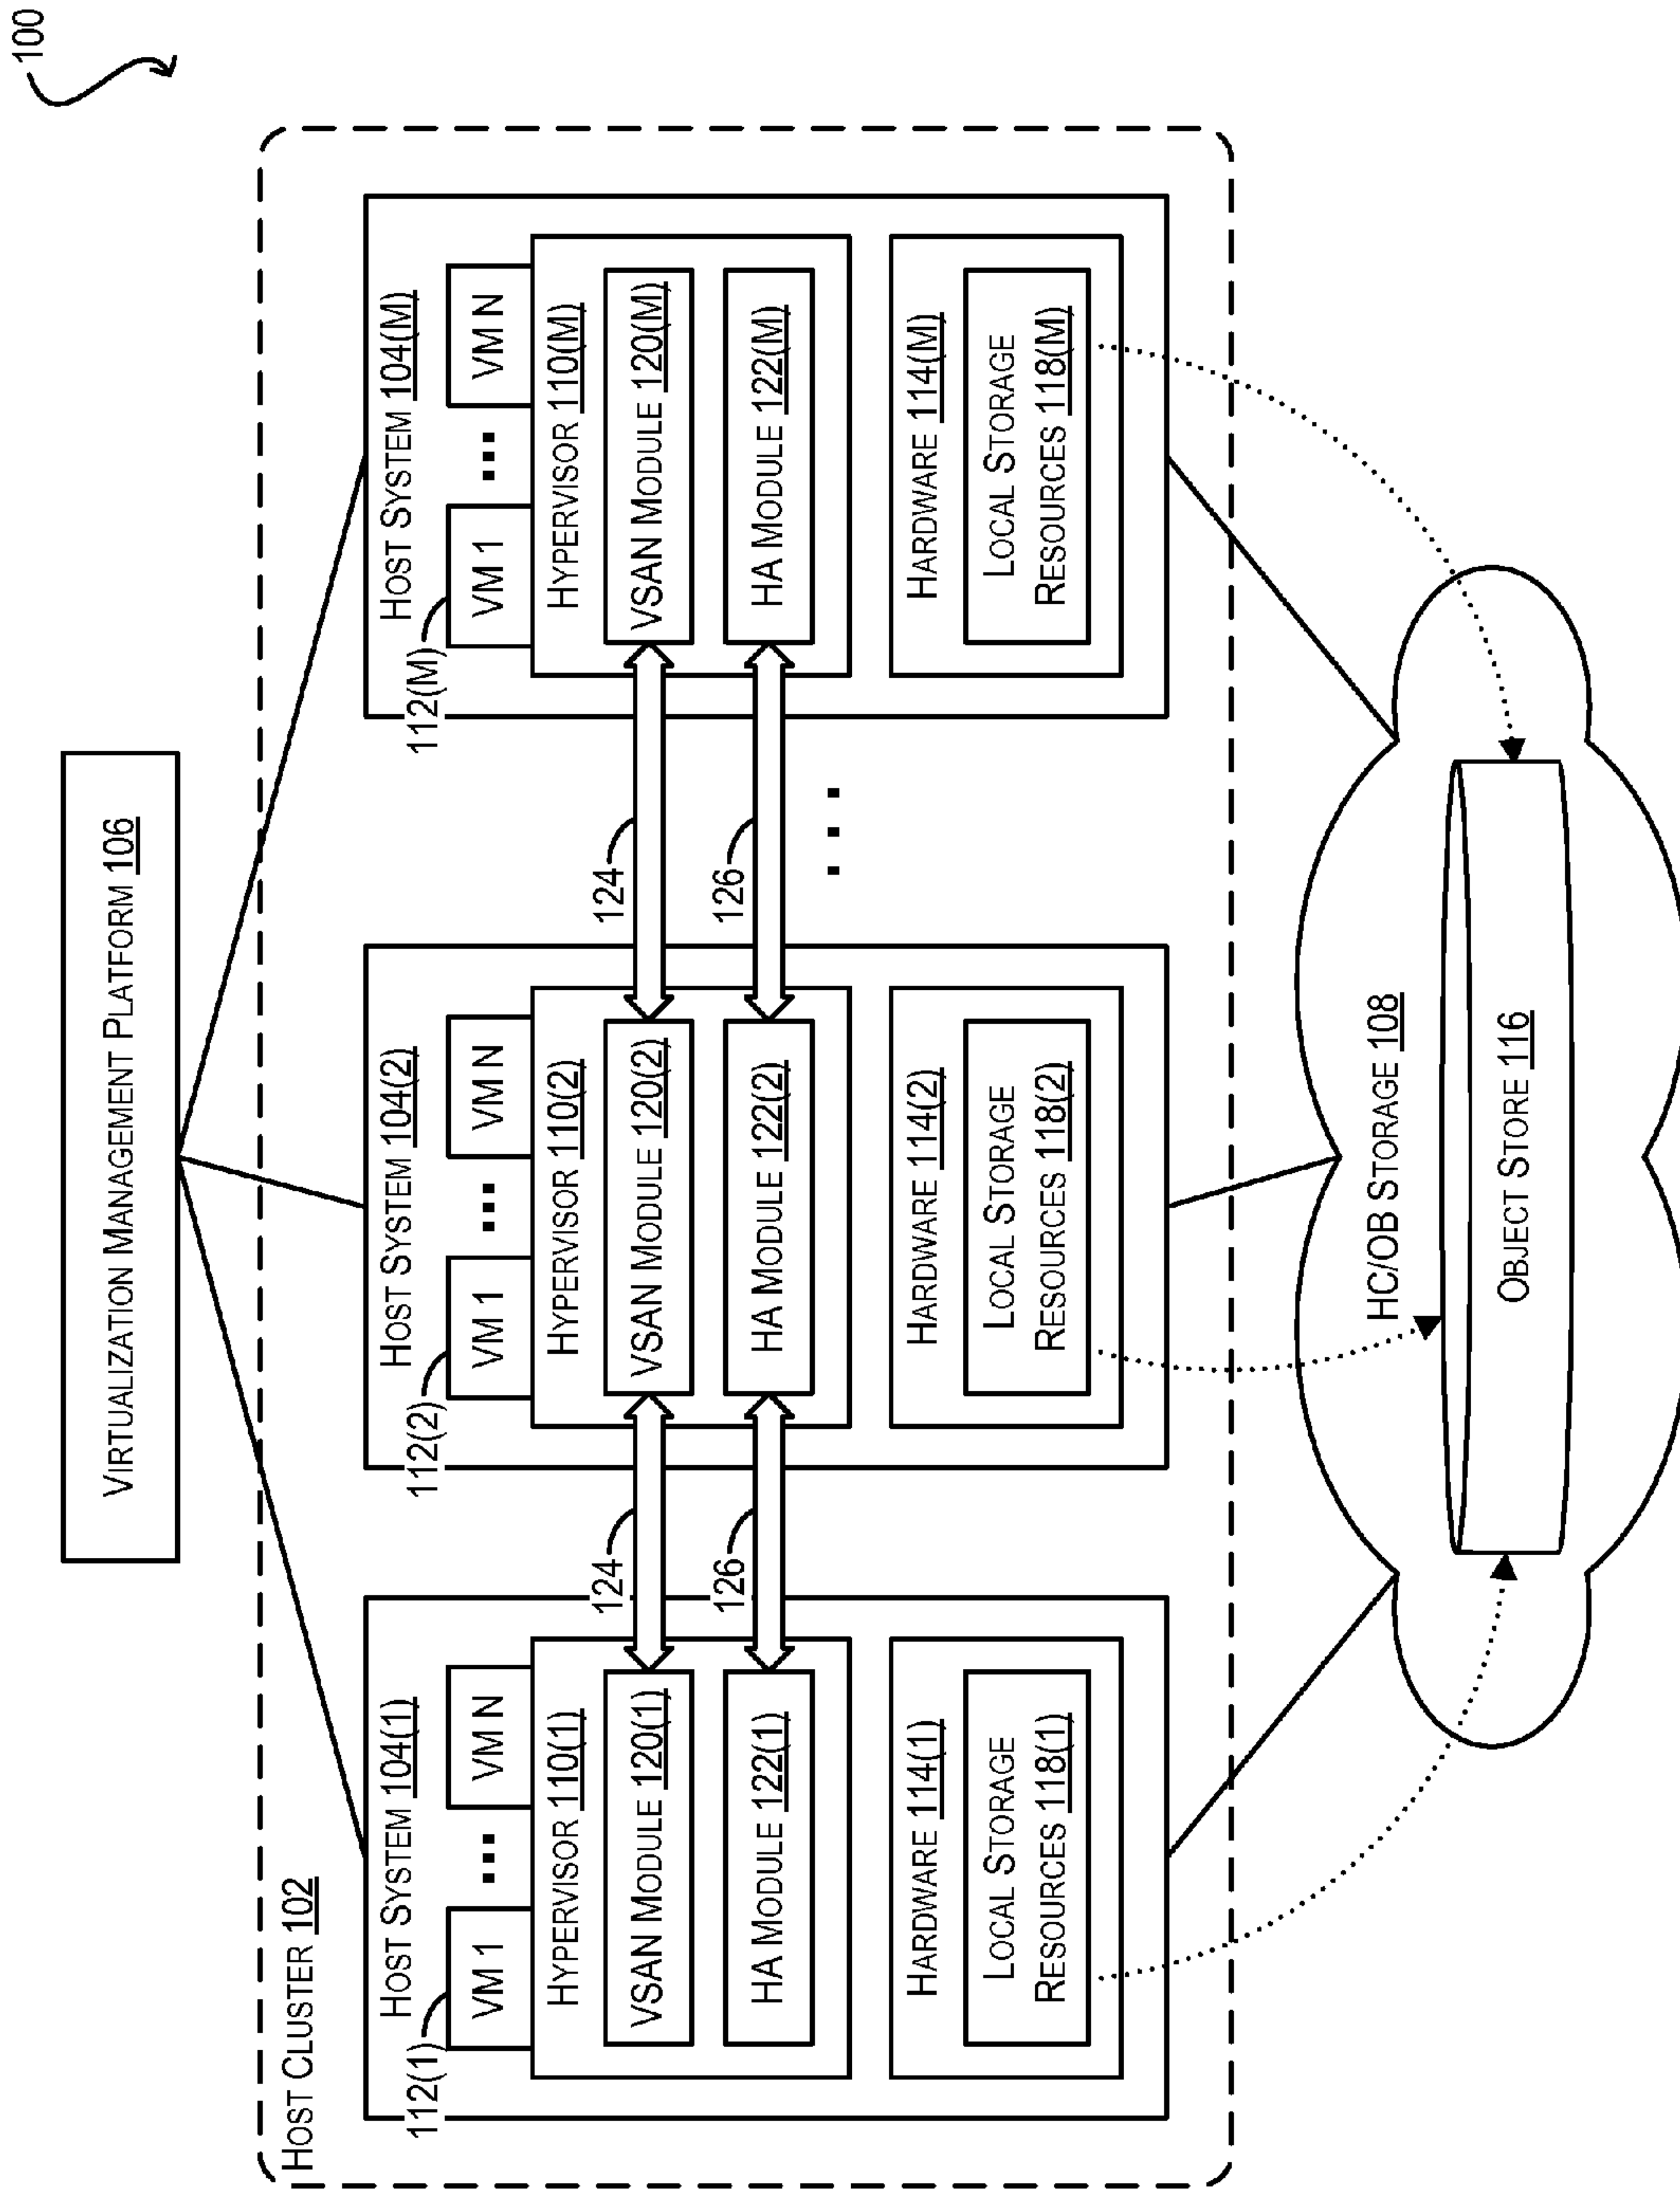 100
VIRTUALIZATION MANAGEMENT PLATFORM 106
HOST CLUSTER 102
HOST SYSTEM 104(1)
112(1)
VM 1
...
VM N
HYPERVISOR 110(1)
VSAN MODULE 120(1)
HA MODULE 122(1)
HARDWARE 114(1)
LOCAL STORAGE
RESOURCES 118(1)
124
126
HOST SYSTEM 104(2)
112(2)
VM 1
...
VM N
HYPERVISOR 110(2)
VSAN MODULE 120(2)
HA MODULE 122(2)
HARDWARE 114(2)
LOCAL STORAGE
RESOURCES 118(2)
124
126
...
HOST SYSTEM 104(M)
112(M)
VM 1
...
VM N
HYPERVISOR 110(M)
VSAN MODULE 120(M)
HA MODULE 122(M)
HARDWARE 114(M)
LOCAL STORAGE
RESOURCES 118(M)
HC/OB STORAGE 108
OBJECT STORE 116